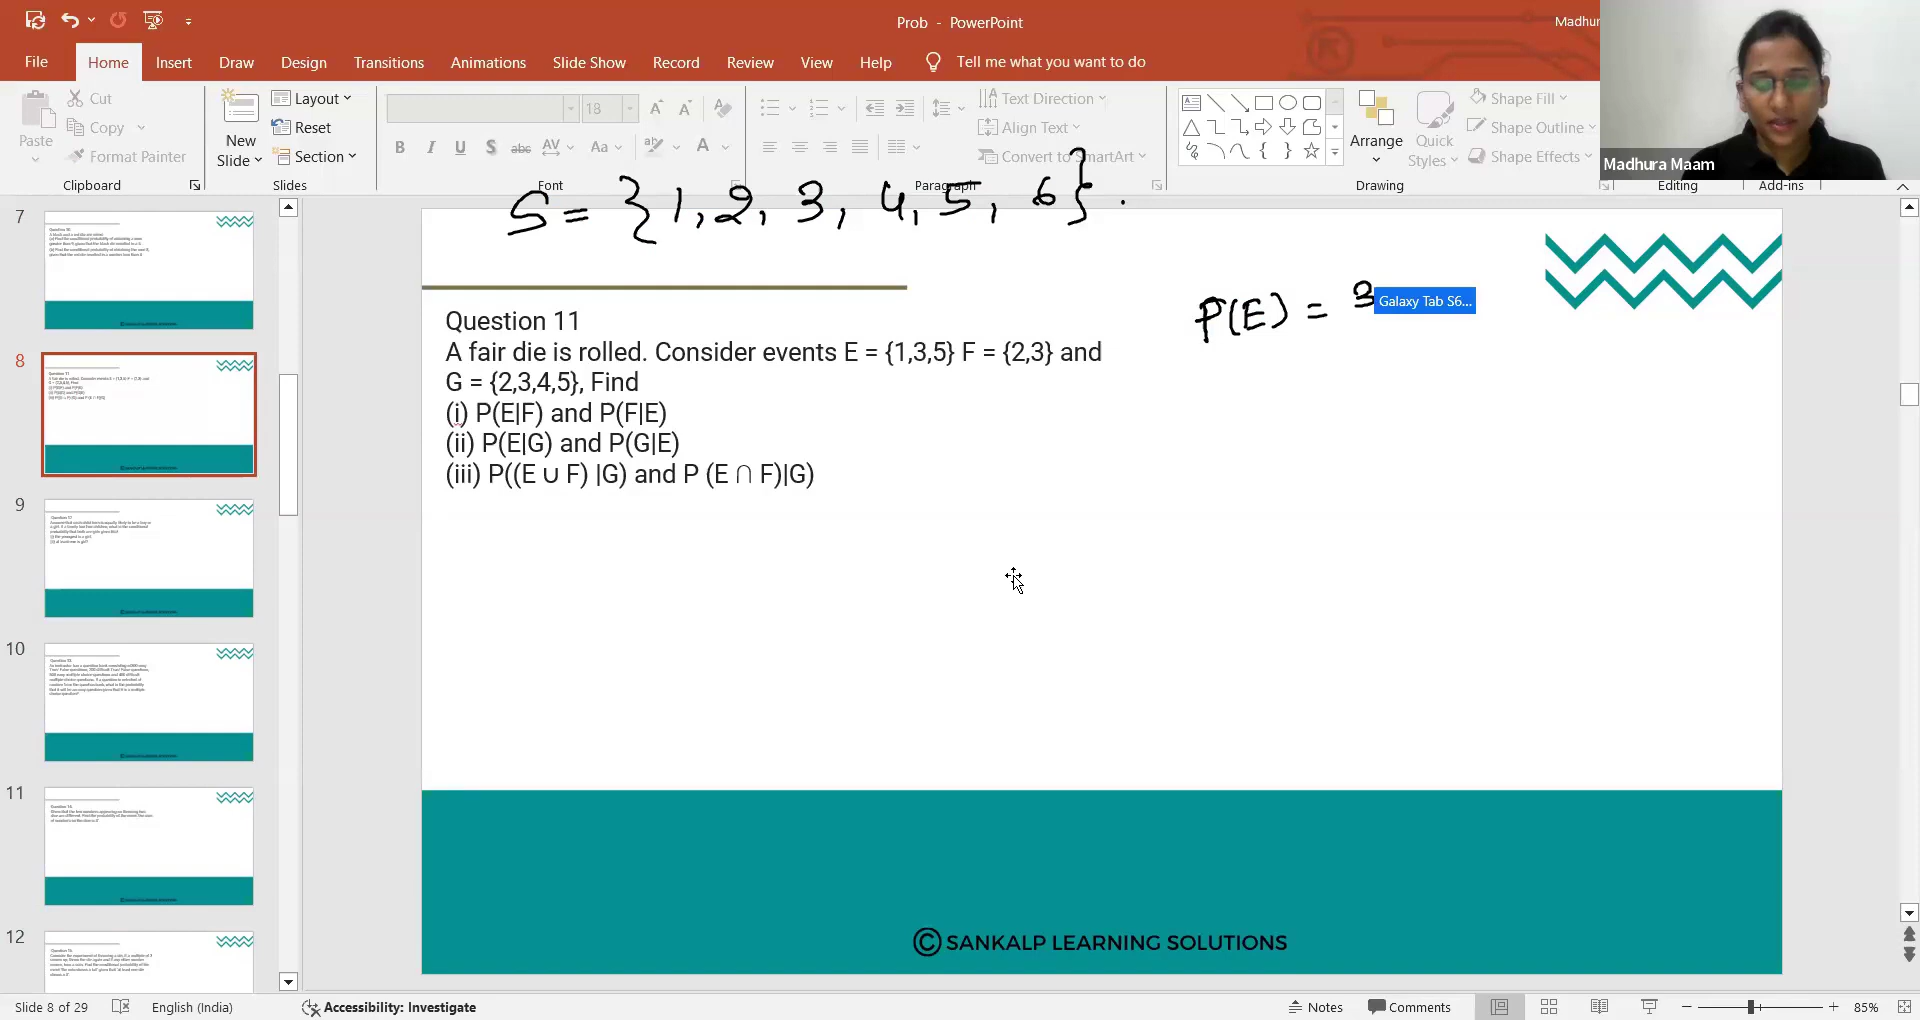 Prob - PowerPoint
Madhur
File Home Insert Draw Design Transitions Animations Slide Show Record Review View Help Tell me what you want to do
Paste
Cut
Copy
Format Painter
Clipboard
New Slide
Layout
Reset
Section
Slides
18
Font
Text Direction
Align Text
Convert to SmartArt
Paragraph
Arrange
Quick Styles
Shape Fill
Shape Outline
Shape Effects
Drawing
Editing
Add-ins
Madhura Maam
S = {1, 2, 3, 4, 5, 6} .
P(E) = 3
Galaxy Tab S6...
Question 11
A fair die is rolled. Consider events E = {1,3,5} F = {2,3} and
G = {2,3,4,5}, Find
(i) P(E|F) and P(F|E)
(ii) P(E|G) and P(G|E)
(iii) P((E ∪ F) |G) and P (E ∩ F)|G)
© SANKALP LEARNING SOLUTIONS
7
8
9
10
11
12
Slide 8 of 29 English (India) Accessibility: Investigate Notes Comments 85%